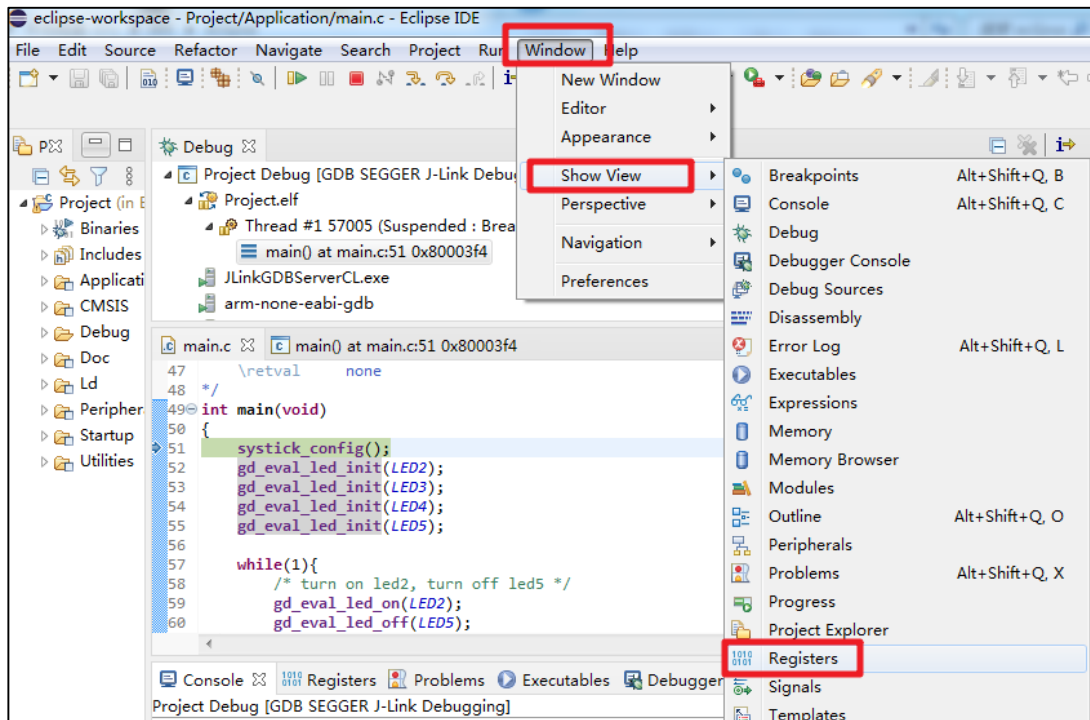 eclipse-workspace - Project/Application/main.c - Eclipse IDE
File Edit Source Refactor Navigate Search Project Run Window Help
New Window
Editor
Appearance
Show View
Perspective
Navigation
Preferences
Breakpoints Alt+Shift+Q, B
Console Alt+Shift+Q, C
Debug
Debugger Console
Debug Sources
Disassembly
Error Log Alt+Shift+Q, L
Executables
Expressions
Memory
Memory Browser
Modules
Outline Alt+Shift+Q, O
Peripherals
Problems Alt+Shift+Q, X
Progress
Project Explorer
Registers
Signals
Templates
P
Project (in
Binaries
Includes
Applicati
CMSIS
Debug
Doc
Ld
Peripher
Startup
Utilities
Debug
Project Debug [GDB SEGGER J-Link Debu
Project.elf
Thread #1 57005 (Suspended : Brea
main() at main.c:51 0x80003f4
JLinkGDBServerCL.exe
arm-none-eabi-gdb
main.c main() at main.c:51 0x80003f4
47 \retval none
48 */
49 int main(void)
50 {
51 systick_config();
52 gd_eval_led_init(LED2);
53 gd_eval_led_init(LED3);
54 gd_eval_led_init(LED4);
55 gd_eval_led_init(LED5);
56
57 while(1){
58 /* turn on led2, turn off led5 */
59 gd_eval_led_on(LED2);
60 gd_eval_led_off(LED5);
Console Registers Problems Executables Debugger
Project Debug [GDB SEGGER J-Link Debugging]